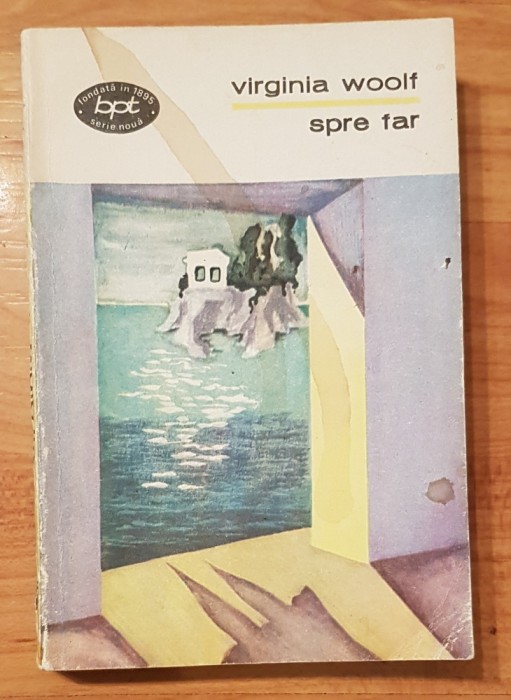 fondată în 1895
bpt
serie nouă
virginia woolf
spre far